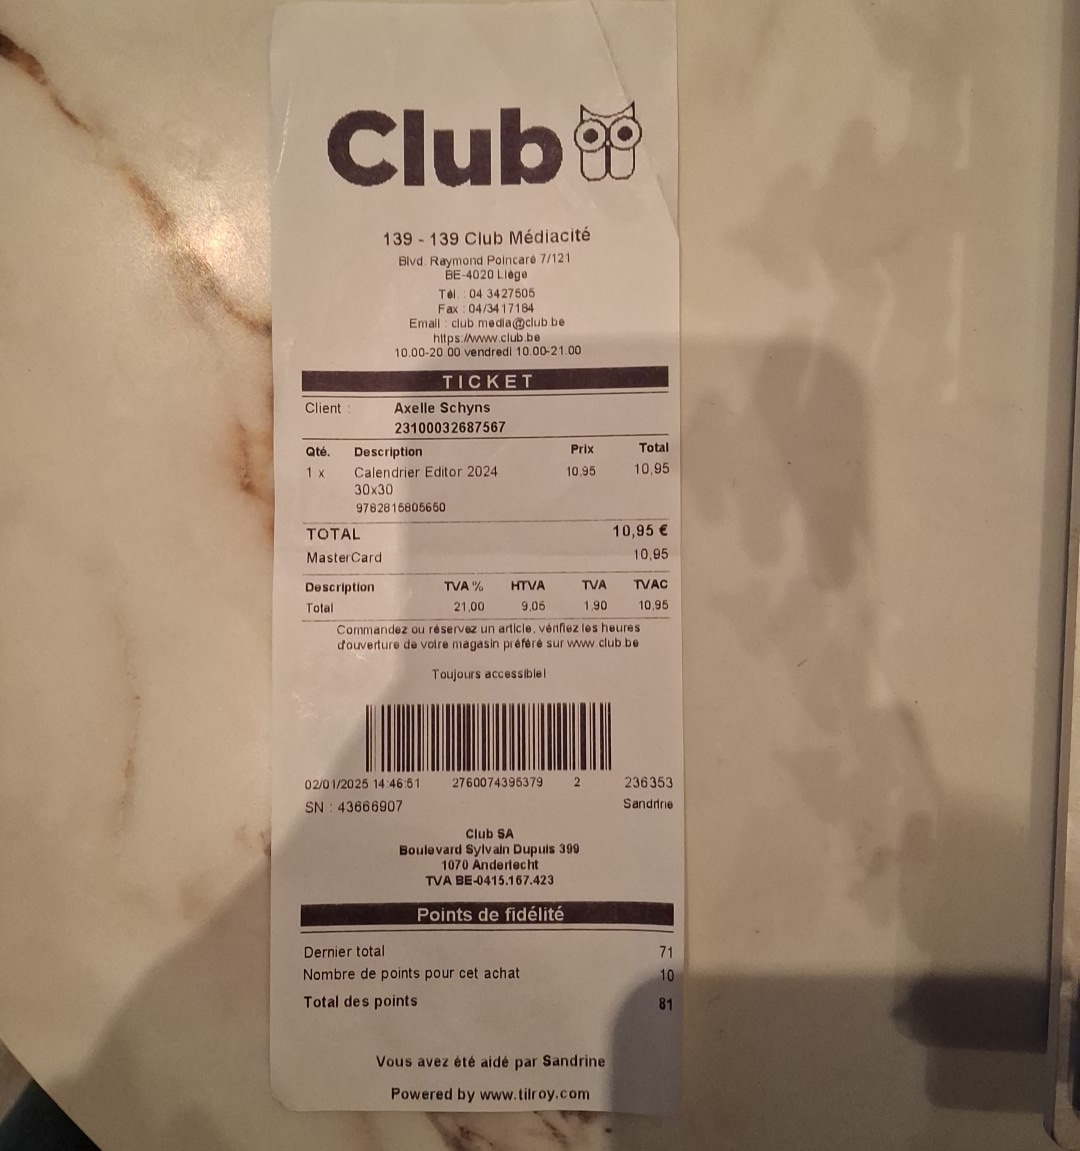 Club
139 - 139 Club Médiacité
Blvd. Raymond Poincaré 7/121
BE-4020 Liège
Tél. : 04 3427505
Fax : 04/3417184
Email : club.media@club.be
https://www.club.be
10.00-20.00 vendredi 10.00-21.00
TICKET
Client : Axelle Schyns
23100032687567
Qté. Description Prix Total
1 x Calendrier Editor 2024 10,95 10,95
30x30
9782815805650
TOTAL 10,95 €
MasterCard 10,95
Description TVA % HTVA TVA TVAC
Total 21,00 9,05 1,90 10,95
Commandez ou réservez un article, vérifiez les heures
d'ouverture de votre magasin préféré sur www.club.be
Toujours accessible!
02/01/2025 14:46:51 2760074395379 2 236353
SN : 43666907 Sandrine
Club SA
Boulevard Sylvain Dupuis 399
1070 Anderlecht
TVA BE-0415.167.423
Points de fidélité
Dernier total 71
Nombre de points pour cet achat 10
Total des points 81
Vous avez été aidé par Sandrine
Powered by www.tilroy.com